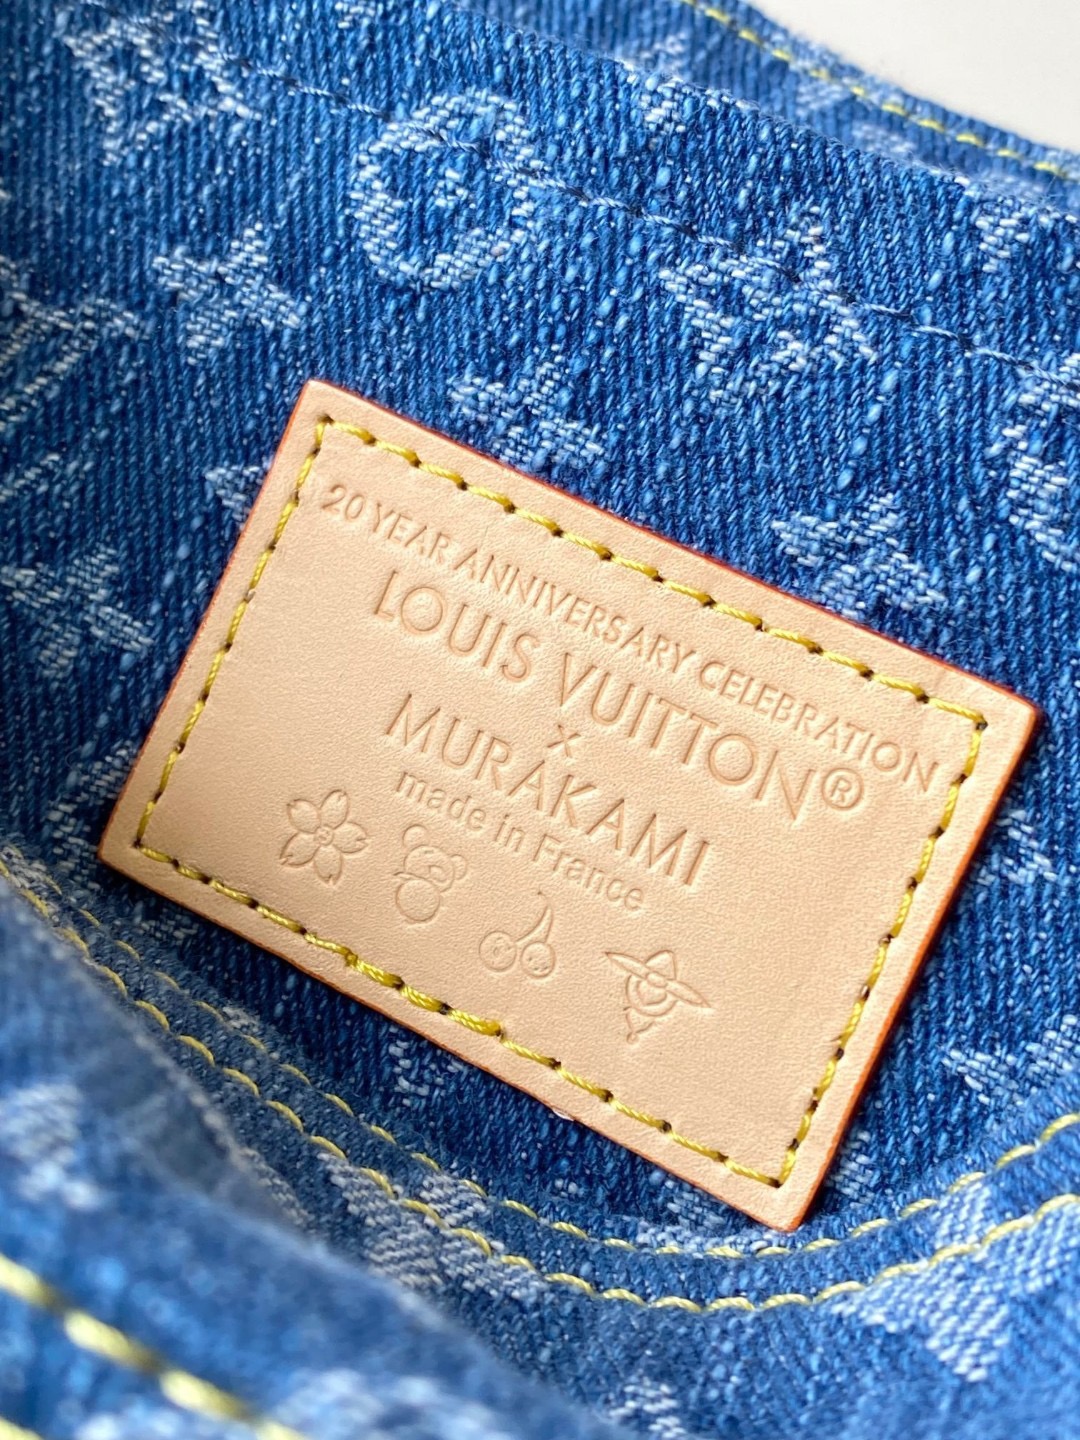 20 YEAR ANNIVERSARY CELEBRATION
LOUIS VUITTON®
×
MURAKAMI
made in France